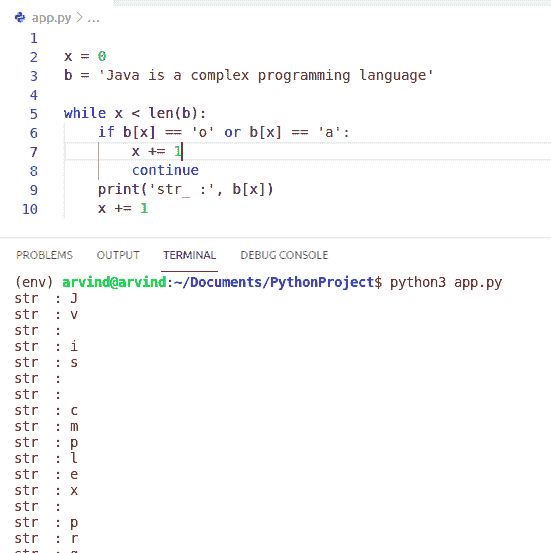 app.py > ...
1
2 x = 0
3 b = 'Java is a complex programming language'
4
5 while x < len(b):
6     if b[x] == 'o' or b[x] == 'a':
7         x += 1
8         continue
9     print('str_ :', b[x])
10     x += 1
PROBLEMS OUTPUT TERMINAL DEBUG CONSOLE
(env) arvind@arvind:~/Documents/PythonProject$ python3 app.py
str  : J
str  : v
str  :
str  : i
str  : s
str  :
str  :
str  : c
str  : m
str  : p
str  : l
str  : e
str  : x
str  :
str  : p
str  : r